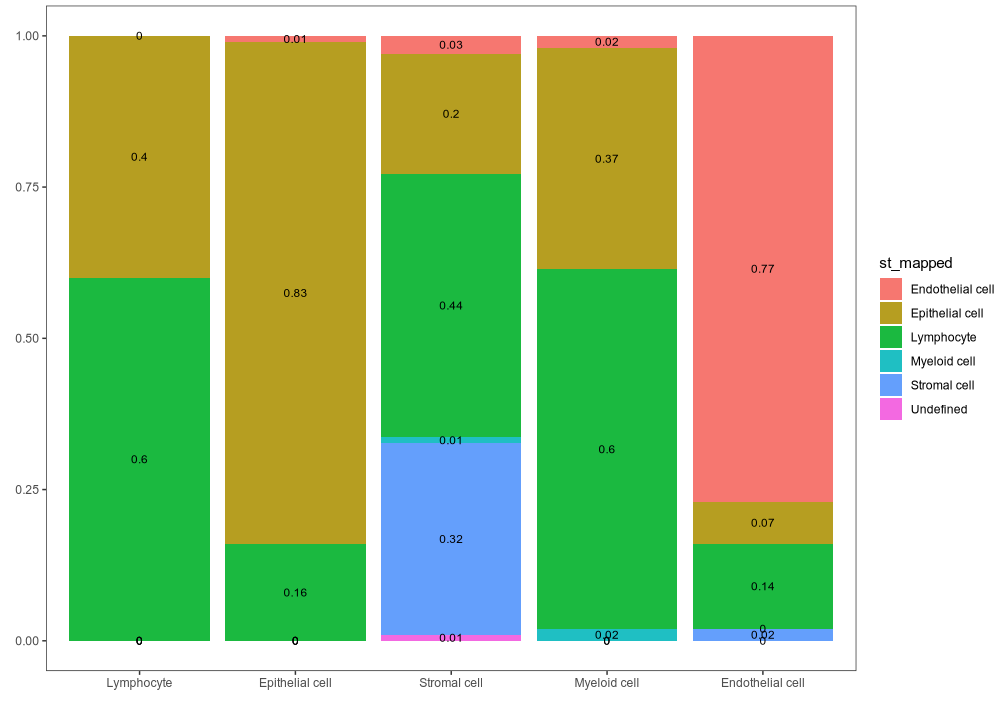 1.00
0.75
0.50
0.25
0.00
0
0.4
0.6
0
0.01
0.83
0.16
0
0.03
0.2
0.44
0.01
0.32
0.01
0.02
0.37
0.6
0.02
0
0.77
0.07
0.14
0
0.02
0
Lymphocyte
Epithelial cell
Stromal cell
Myeloid cell
Endothelial cell
st_mapped
Endothelial cell
Epithelial cell
Lymphocyte
Myeloid cell
Stromal cell
Undefined